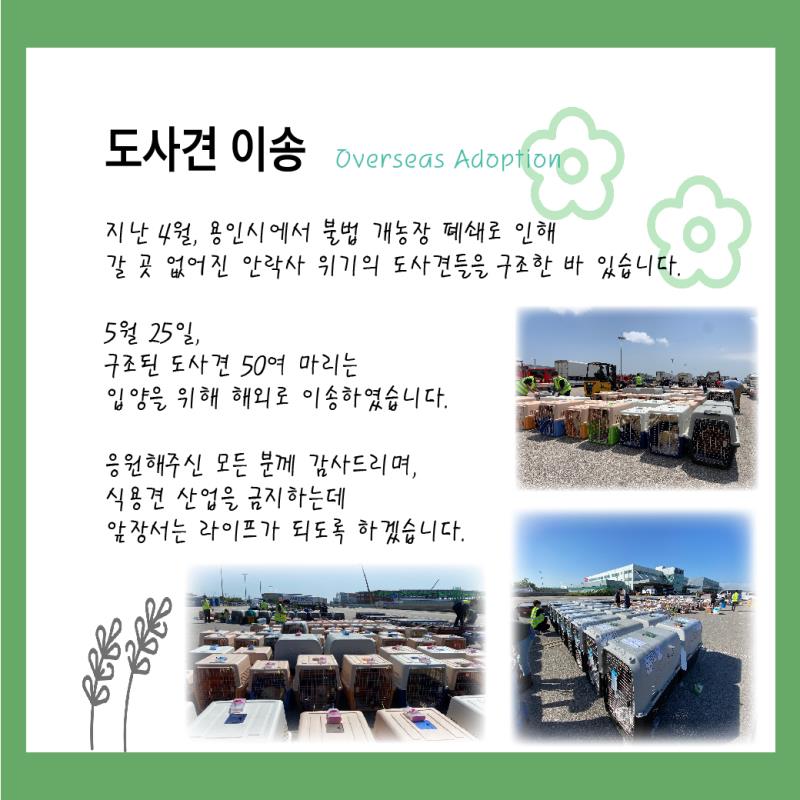 도사견 이송 Overseas Adoption
지난 4월, 용인시에서 불법 개농장 폐쇄로 인해
갈 곳 없어진 안락사 위기의 도사견들을 구조한 바 있습니다.
5월 25일,
구조된 도사견 50여 마리는
입양을 위해 해외로 이송하였습니다.
응원해주신 모든 분께 감사드리며,
식용견 산업을 금지하는데
앞장서는 라이프가 되도록 하겠습니다.